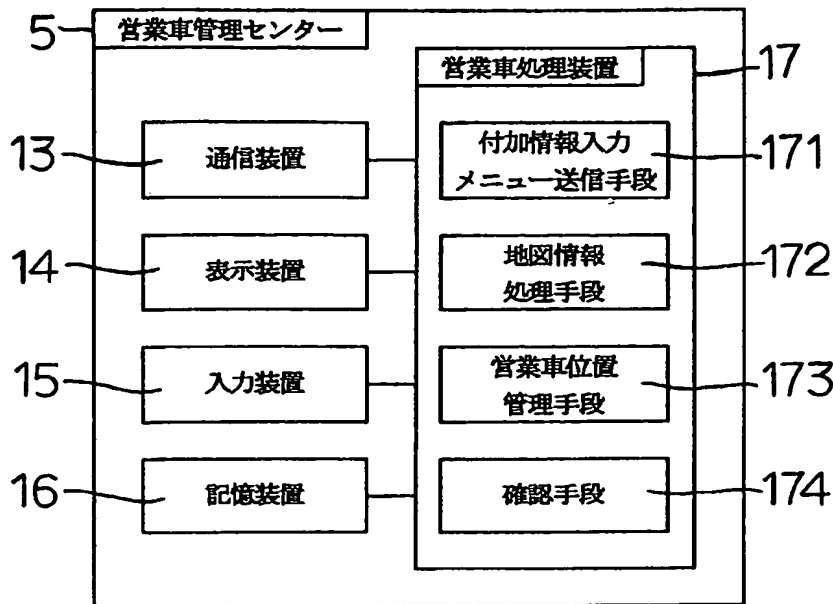 5
営業車管理センター
営業車処理装置
17
13
通信装置
付加情報入力
メニュー送信手段
171
14
表示装置
地図情報
処理手段
172
15
入力装置
営業車位置
管理手段
173
16
記憶装置
確認手段
174